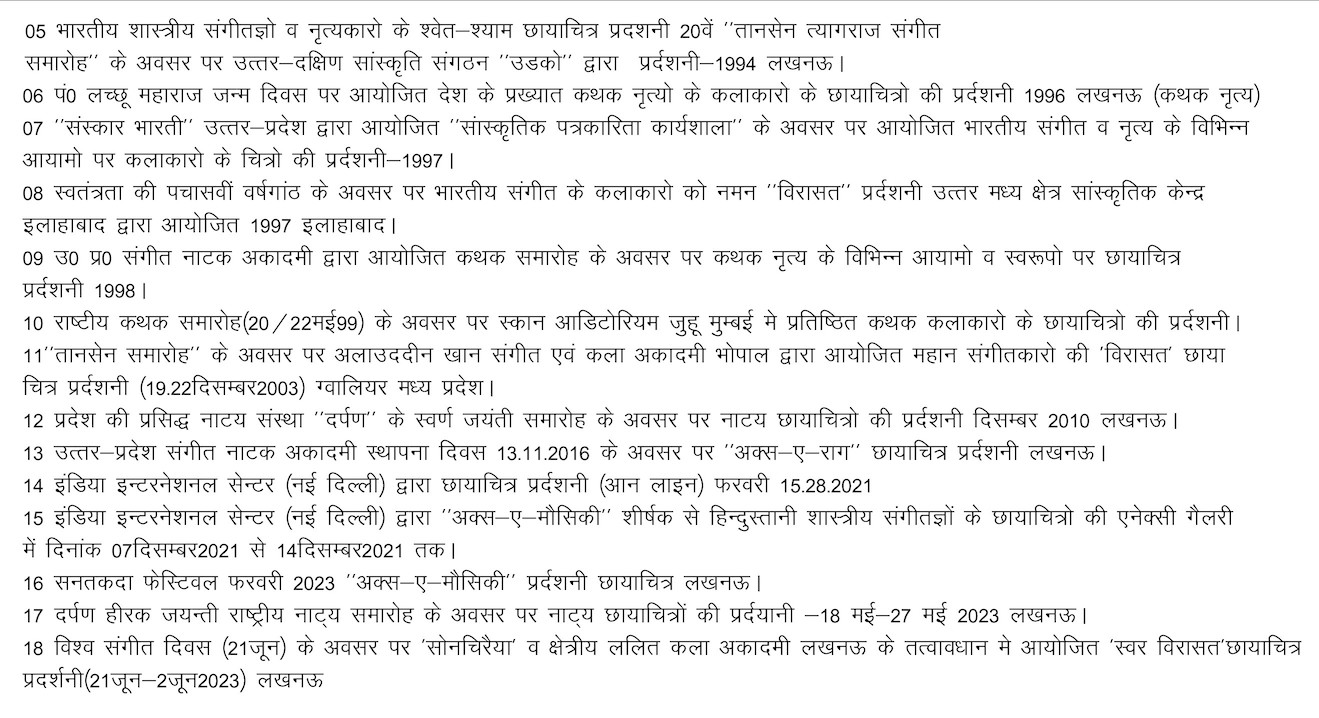 05 भारतीय शास्त्रीय संगीतज्ञो व नृत्यकारो के श्वेत–श्याम छायाचित्र प्रदशनी 20वें ''तानसेन त्यागराज संगीत
समारोह'' के अवसर पर उत्तर–दक्षिण सांस्कृति संगठन ''उडको'' द्वारा प्रर्दशनी–1994 लखनऊ।
06 पं0 लच्छू महाराज जन्म दिवस पर आयोजित देश के प्रख्यात कथक नृत्यो के कलाकारो के छायाचित्रो की प्रर्दशनी 1996 लखनऊ (कथक नृत्य)
07 ''संस्कार भारती'' उत्तर–प्रदेश द्वारा आयोजित ''सांस्कृतिक पत्रकारिता कार्यशाला'' के अवसर पर आयोजित भारतीय संगीत व नृत्य के विभिन्न
आयामो पर कलाकारो के चित्रो की प्रर्दशनी–1997।
08 स्वतंत्रता की पचासवीं वर्षगांठ के अवसर पर भारतीय संगीत के कलाकारो को नमन ''विरासत'' प्रर्दशनी उत्तर मध्य क्षेत्र सांस्कृतिक केन्द्र
इलाहाबाद द्वारा आयोजित 1997 इलाहाबाद।
09 उ0 प्र0 संगीत नाटक अकादमी द्वारा आयोजित कथक समारोह के अवसर पर कथक नृत्य के विभिन्न आयामो व स्वरूपो पर छायाचित्र
प्रर्दशनी 1998।
10 राष्टीय कथक समारोह(20/22मई99) के अवसर पर स्कान आडिटोरियम जुहू मुम्बई मे प्रतिष्ठित कथक कलाकारो के छायाचित्रो की प्रर्दशनी।
11''तानसेन समारोह'' के अवसर पर अलाउददीन खान संगीत एवं कला अकादमी भोपाल द्वारा आयोजित महान संगीतकारो की 'विरासत' छाया
चित्र प्रर्दशनी (19.22दिसम्बर2003) ग्वालियर मध्य प्रदेश।
12 प्रदेश की प्रसिद्ध नाटय संस्था ''दर्पण'' के स्वर्ण जयंती समारोह के अवसर पर नाटय छायाचित्रो की प्रर्दशनी दिसम्बर 2010 लखनऊ।
13 उत्तर–प्रदेश संगीत नाटक अकादमी स्थापना दिवस 13.11.2016 के अवसर पर ''अक्स–ए–राग'' छायाचित्र प्रर्दशनी लखनऊ।
14 इंडिया इन्टरनेशनल सेन्टर (नई दिल्ली) द्वारा छायाचित्र प्रर्दशनी (आन लाइन) फरवरी 15.28.2021
15 इंडिया इन्टरनेशनल सेन्टर (नई दिल्ली) द्वारा ''अक्स–ए–मौसिकी'' शीर्षक से हिन्दुस्तानी शास्त्रीय संगीतज्ञों के छायाचित्रो की एनेक्सी गैलरी
में दिनांक 07दिसम्बर2021 से 14दिसम्बर2021 तक।
16 सनतकदा फेस्टिवल फरवरी 2023 ''अक्स–ए–मौसिकी'' प्रर्दशनी छायाचित्र लखनऊ।
17 दर्पण हीरक जयन्ती राष्ट्रीय नाट्य समारोह के अवसर पर नाट्य छायाचित्रों की प्रर्दयानी –18 मई–27 मई 2023 लखनऊ।
18 विश्व संगीत दिवस (21जून) के अवसर पर 'सोनचिरैया' व क्षेत्रीय ललित कला अकादमी लखनऊ के तत्वावधान मे आयोजित 'स्वर विरासत'छायाचित्र
प्रदर्शनी(21जून–2जून2023) लखनऊ